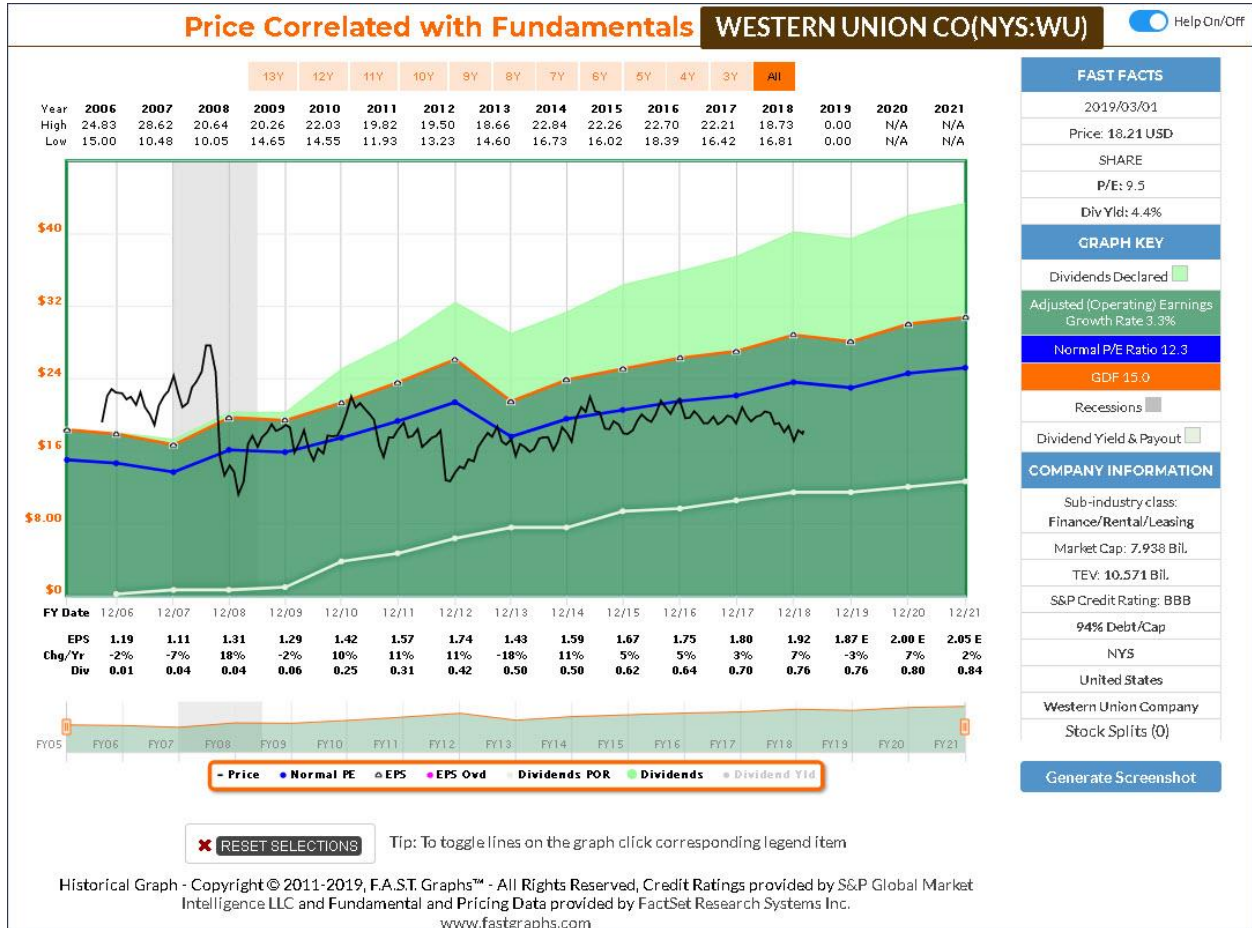 Price Correlated with Fundamentals WESTERN UNION CO(NYS:WU) Help On/Off
13Y 12Y 11Y 10Y 9Y 8Y 7Y 6Y 5Y 4Y 3Y All
Year 2006 2007 2008 2009 2010 2011 2012 2013 2014 2015 2016 2017 2018 2019 2020 2021
High 24.83 28.62 20.64 20.26 22.03 19.82 19.50 18.66 22.84 22.26 22.70 22.21 18.73 0.00 N/A N/A
Low 15.00 10.48 10.05 14.65 14.55 11.93 13.23 14.60 16.73 16.02 18.39 16.42 16.81 0.00 N/A N/A
$40
$32
$24
$16
$8.00
$0
FY Date 12/06 12/07 12/08 12/09 12/10 12/11 12/12 12/13 12/14 12/15 12/16 12/17 12/18 12/19 12/20 12/21
EPS 1.19 1.11 1.31 1.29 1.42 1.57 1.74 1.43 1.59 1.67 1.75 1.80 1.92 1.87 E 2.00 E 2.05 E
Chg/Yr -2% -7% 18% -2% 10% 11% 11% -18% 11% 5% 5% 3% 7% -3% 7% 2%
Div 0.01 0.04 0.04 0.06 0.25 0.31 0.42 0.50 0.50 0.62 0.64 0.70 0.76 0.76 0.80 0.84
FY05 FY06 FY07 FY08 FY09 FY10 FY11 FY12 FY13 FY14 FY15 FY16 FY17 FY18 FY19 FY20 FY21
Price Normal PE EPS EPS Ovd Dividends POR Dividends Dividend Yld
FAST FACTS
2019/03/01
Price: 18.21 USD
SHARE
P/E: 9.5
Div Yld: 4.4%
GRAPH KEY
Dividends Declared
Adjusted (Operating) Earnings
Growth Rate 3.3%
Normal P/E Ratio 12.3
GDF 15.0
Recessions
Dividend Yield & Payout
COMPANY INFORMATION
Sub-industry class:
Finance/Rental/Leasing
Market Cap: 7.938 Bil.
TEV: 10.571 Bil.
S&P Credit Rating: BBB
94% Debt/Cap
NYS
United States
Western Union Company
Stock Splits (0)
Generate Screenshot
RESET SELECTIONS Tip: To toggle lines on the graph click corresponding legend item
Historical Graph - Copyright © 2011-2019, F.A.S.T. Graphs™ - All Rights Reserved, Credit Ratings provided by S&P Global Market
Intelligence LLC and Fundamental and Pricing Data provided by FactSet Research Systems Inc.
www.fastgraphs.com